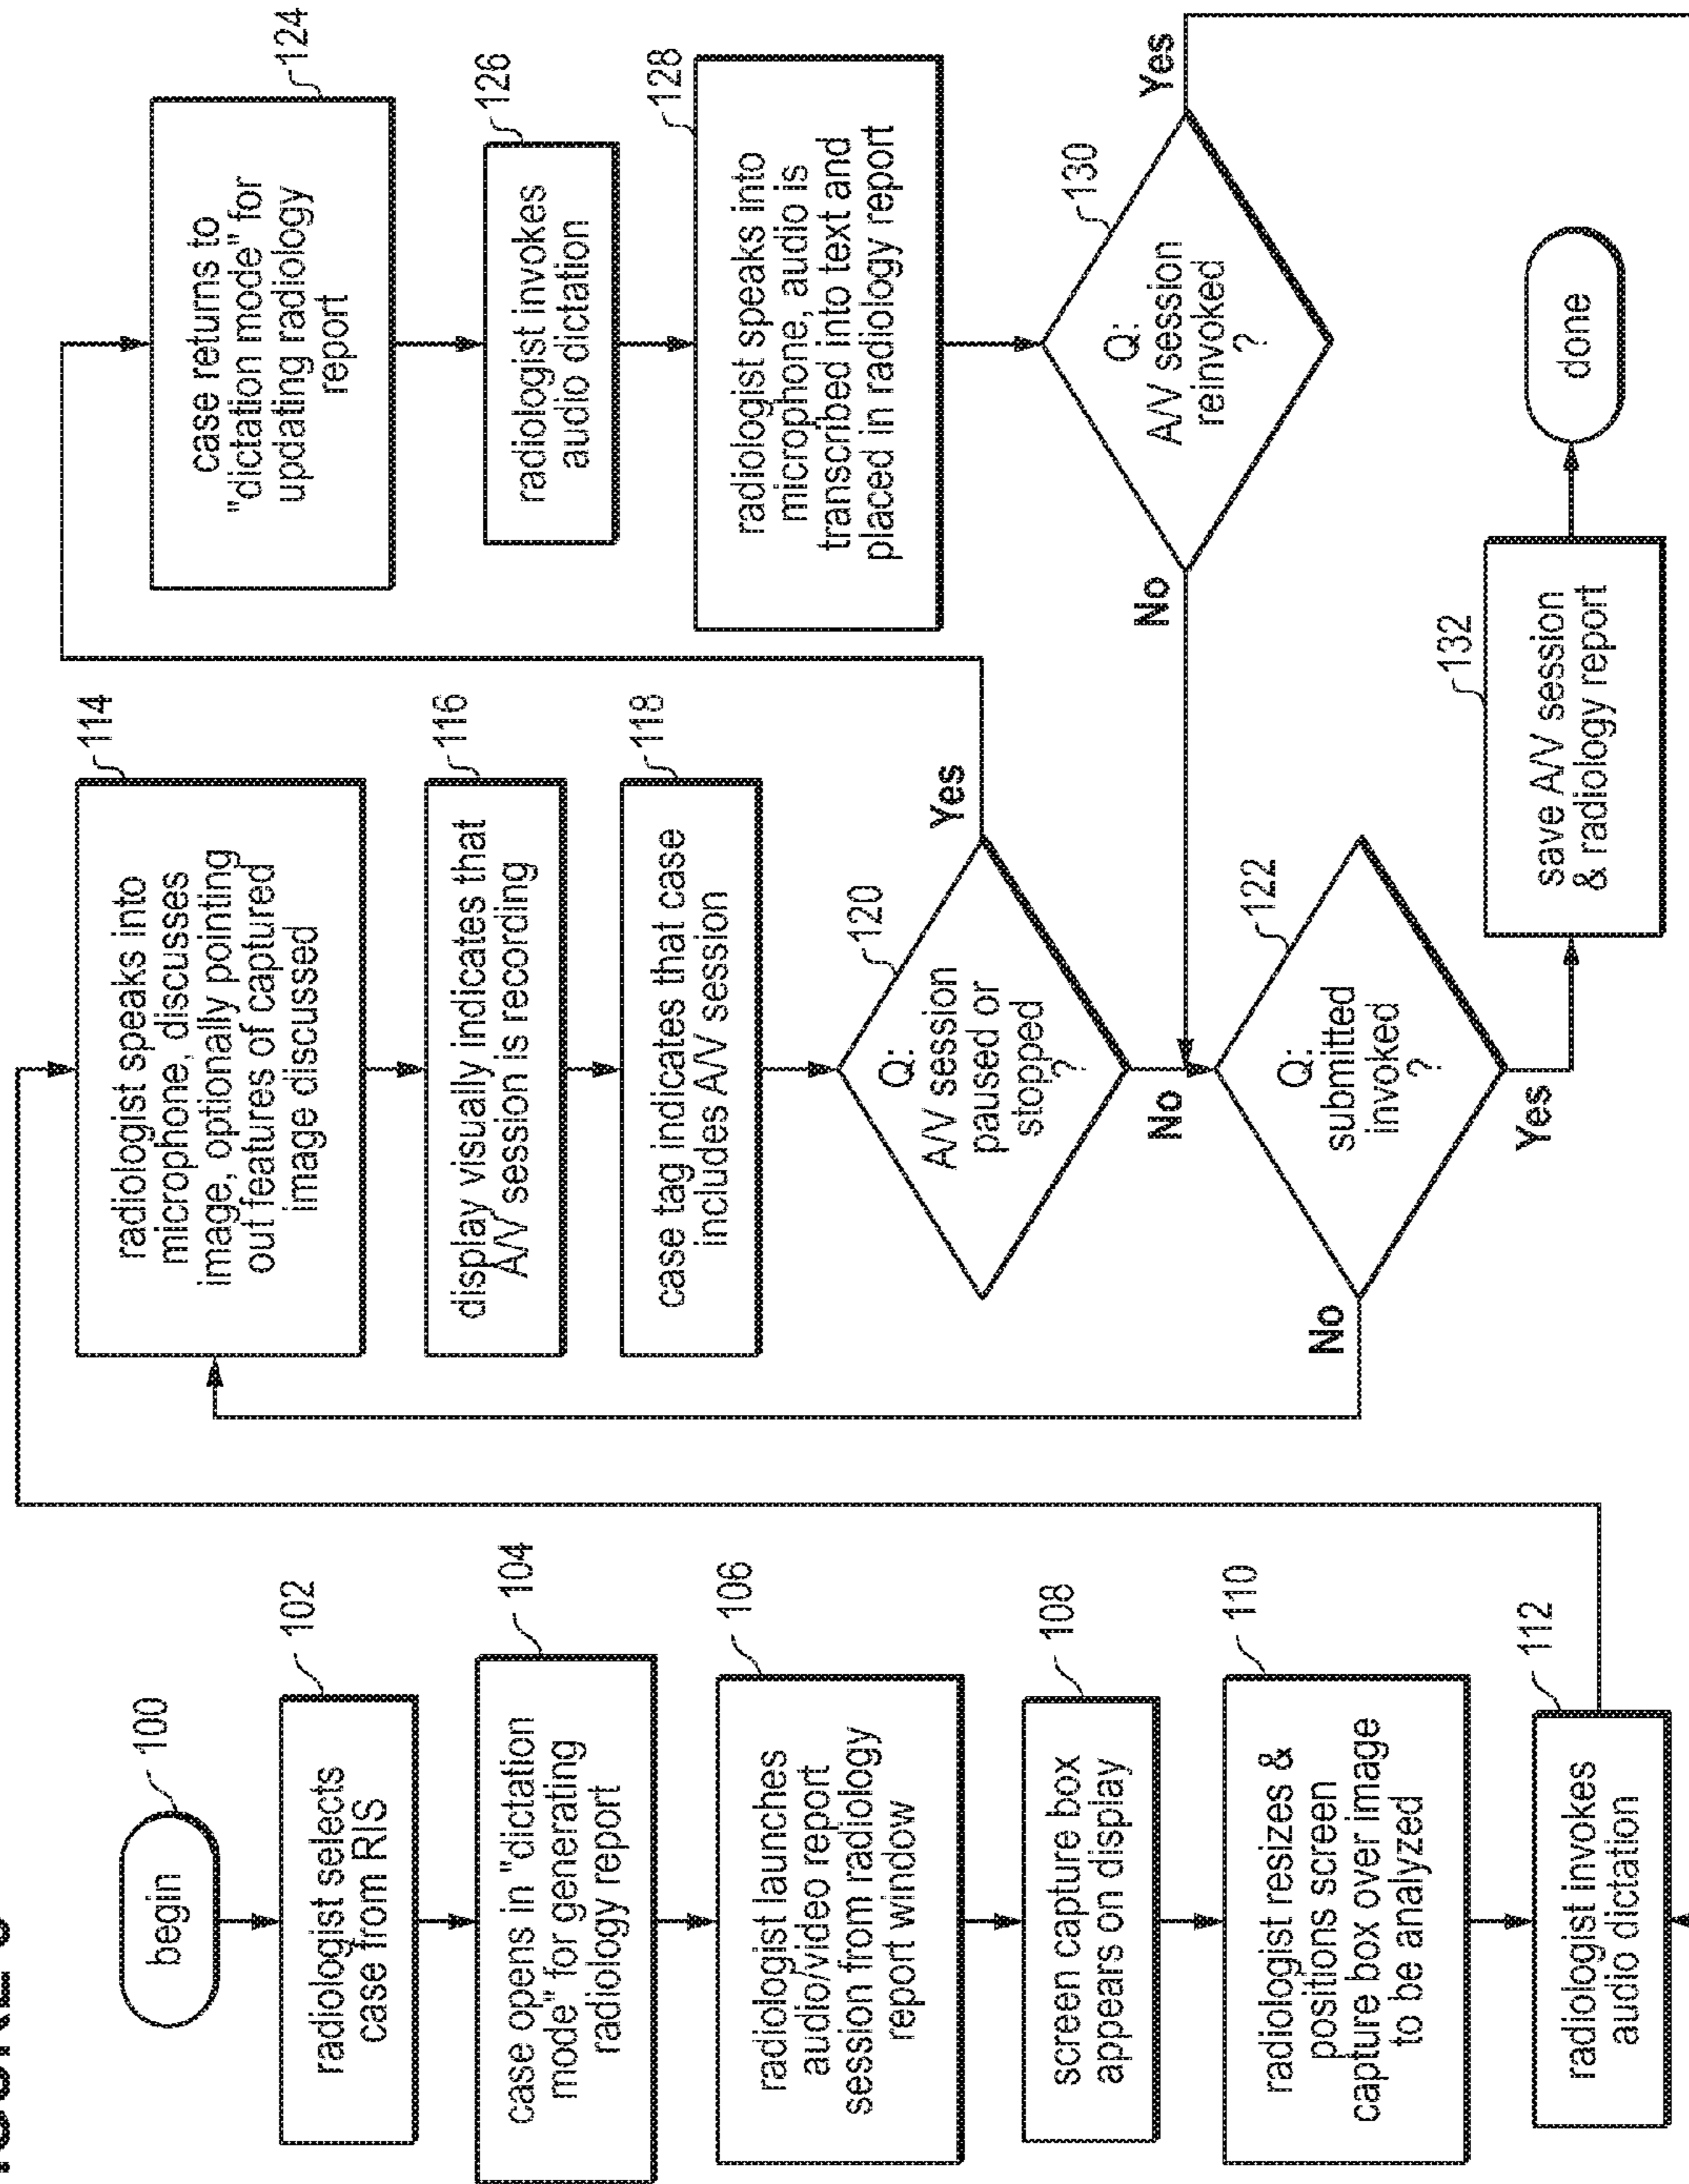 100
begin
102
radiologist selects
case from RIS
104
case opens in "dictation
mode" for generating
radiology report
106
radiologist launches
audio/video report
session from radiology
report window
108
screen capture box
appears on display
110
radiologist resizes &
positions screen
capture box over image
to be analyzed
112
radiologist invokes
audio dictation
114
radiologist speaks into
microphone, discusses
image, optionally pointing
out features of captured
image discussed
116
display visually indicates that
A/V session is recording
118
case tag indicates that case
includes A/V session
120
Q:
A/V session
paused or
stopped
?
Yes
No
122
Q:
submitted
invoked
?
No
Yes
124
case returns to
"dictation mode" for
updating radiology
report
126
radiologist invokes
audio dictation
128
radiologist speaks into
microphone, audio is
transcribed into text and
placed in radiology report
130
Q:
A/V session
reinvoked
?
Yes
No
132
save A/V session
& radiology report
done